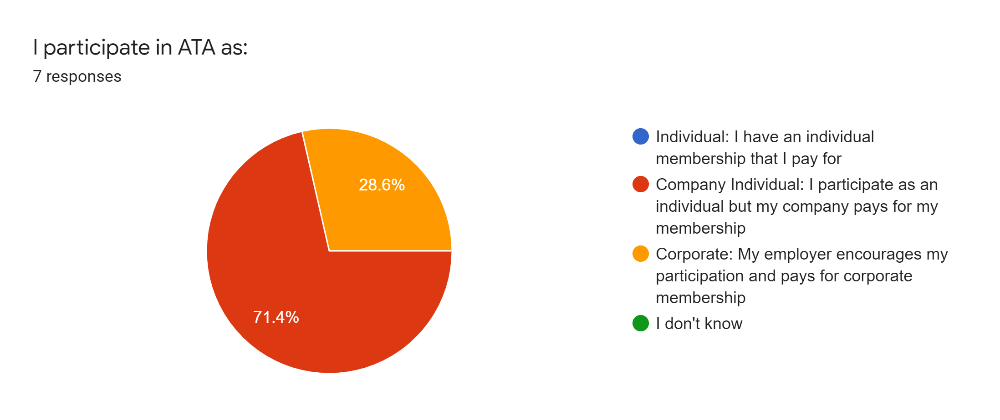 I participate in ATA as:
7 responses
28.6%
71.4%
Individual: I have an individual
membership that I pay for
Company Individual: I participate as an
individual but my company pays for my
membership
Corporate: My employer encourages my
participation and pays for corporate
membership
I don't know